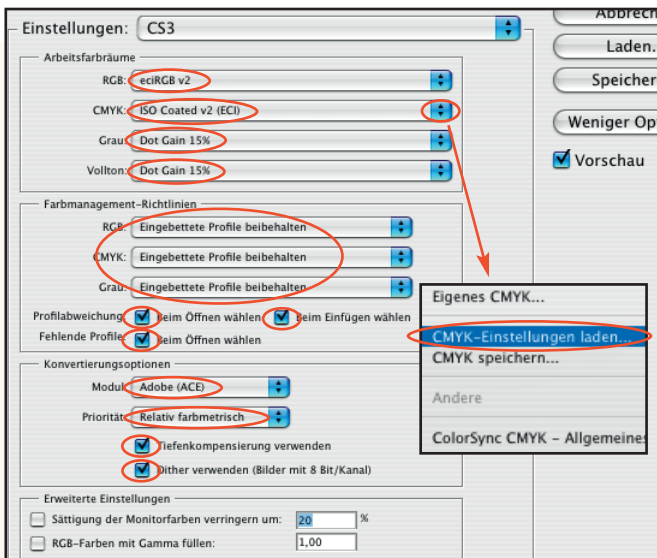 Einstellungen: CS3
Abbrech
Laden.
Speicher
Weniger Op
Vorschau
Arbeitsfarbräume
RGB: eciRGB v2
CMYK: ISO Coated v2 (ECI)
Grau: Dot Gain 15%
Vollton: Dot Gain 15%
Farbmanagement-Richtlinien
RGB: Eingebettete Profile beibehalten
CMYK: Eingebettete Profile beibehalten
Grau: Eingebettete Profile beibehalten
Profilabweichung: Beim Öffnen wählen Beim Einfügen wählen
Fehlende Profile: Beim Öffnen wählen
Konvertierungsoptionen
Modul: Adobe (ACE)
Priorität: Relativ farbmetrisch
Tiefenkompensierung verwenden
Dither verwenden (Bilder mit 8 Bit/Kanal)
Erweiterte Einstellungen
Sättigung der Monitorfarben verringern um: 20 %
RGB-Farben mit Gamma füllen: 1,00
Eigenes CMYK...
CMYK-Einstellungen laden...
CMYK speichern...
Andere
ColorSync CMYK - Allgemeines